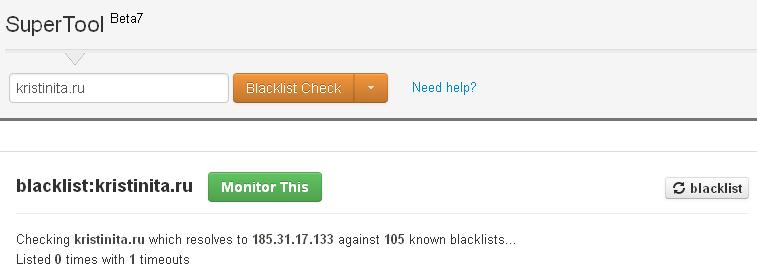 SuperTool Beta7
kristinita.ru Blacklist Check Need help?
blacklist:kristinita.ru Monitor This blacklist
Checking kristinita.ru which resolves to 185.31.17.133 against 105 known blacklists...
Listed 0 times with 1 timeouts